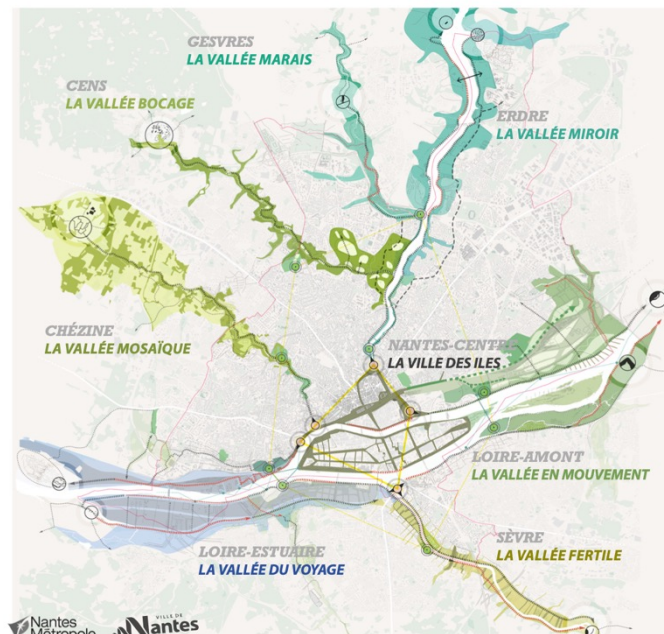 GESVRES
LA VALLÉE MARAIS
CENS
LA VALLÉE BOCAGE
ERDRE
LA VALLÉE MIROIR
CHÉZINE
LA VALLÉE MOSAÏQUE
NANTES-CENTRE
LA VILLE DES ILES
LOIRE-AMONT
LA VALLÉE EN MOUVEMENT
SÈVRE
LA VALLÉE FERTILE
LOIRE-ESTUAIRE
LA VALLÉE DU VOYAGE
Nantes
Métropole
VILLE DE
Nantes